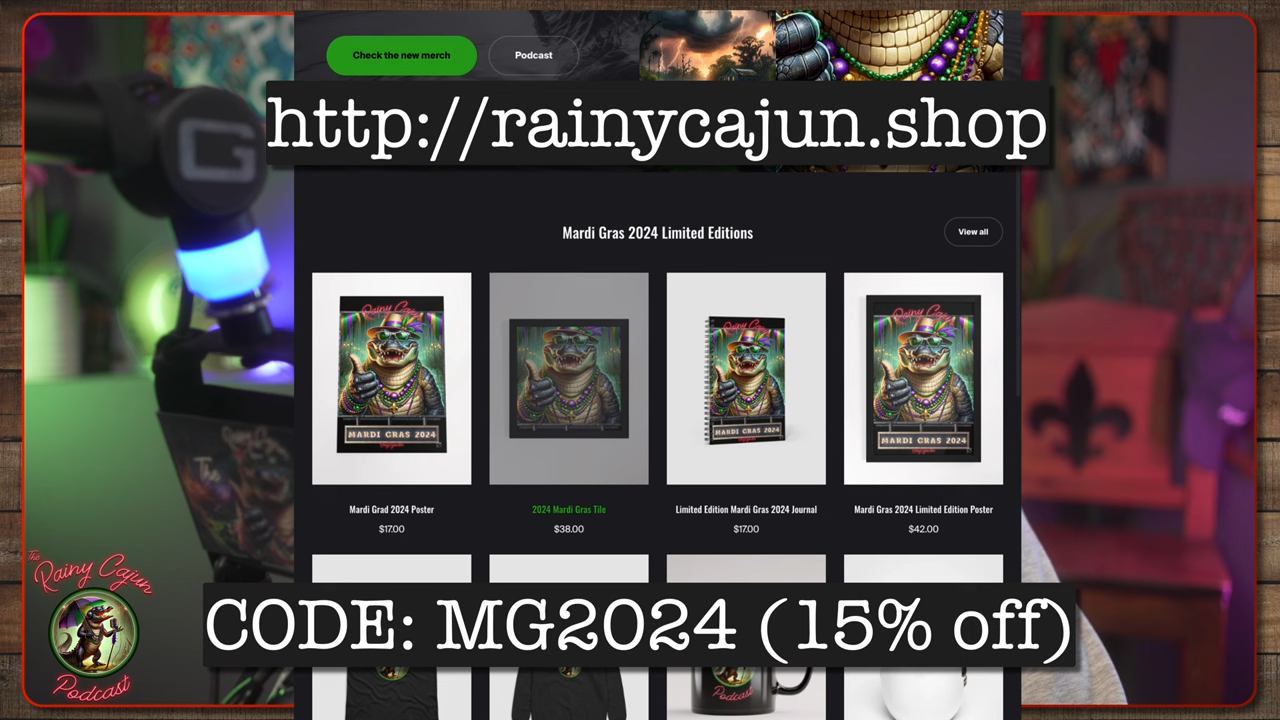 Check the new merch
Podcast
http://rainycajun.shop
Mardi Gras 2024 Limited Editions
View all
Rainy Cajun
MARDI GRAS 2024
Rainy Cajun
MARDI GRAS 2024
Rainy Cajun
MARDI GRAS 2024
Mardi Grad 2024 Poster
2024 Mardi Gras Tile
Limited Edition Mardi Gras 2024 Journal
Mardi Gras 2024 Limited Edition Poster
$17.00
$38.00
$17.00
$42.00
The
Rainy Cajun
Podcast
CODE: MG2024 (15% off)
Podcast
G
The